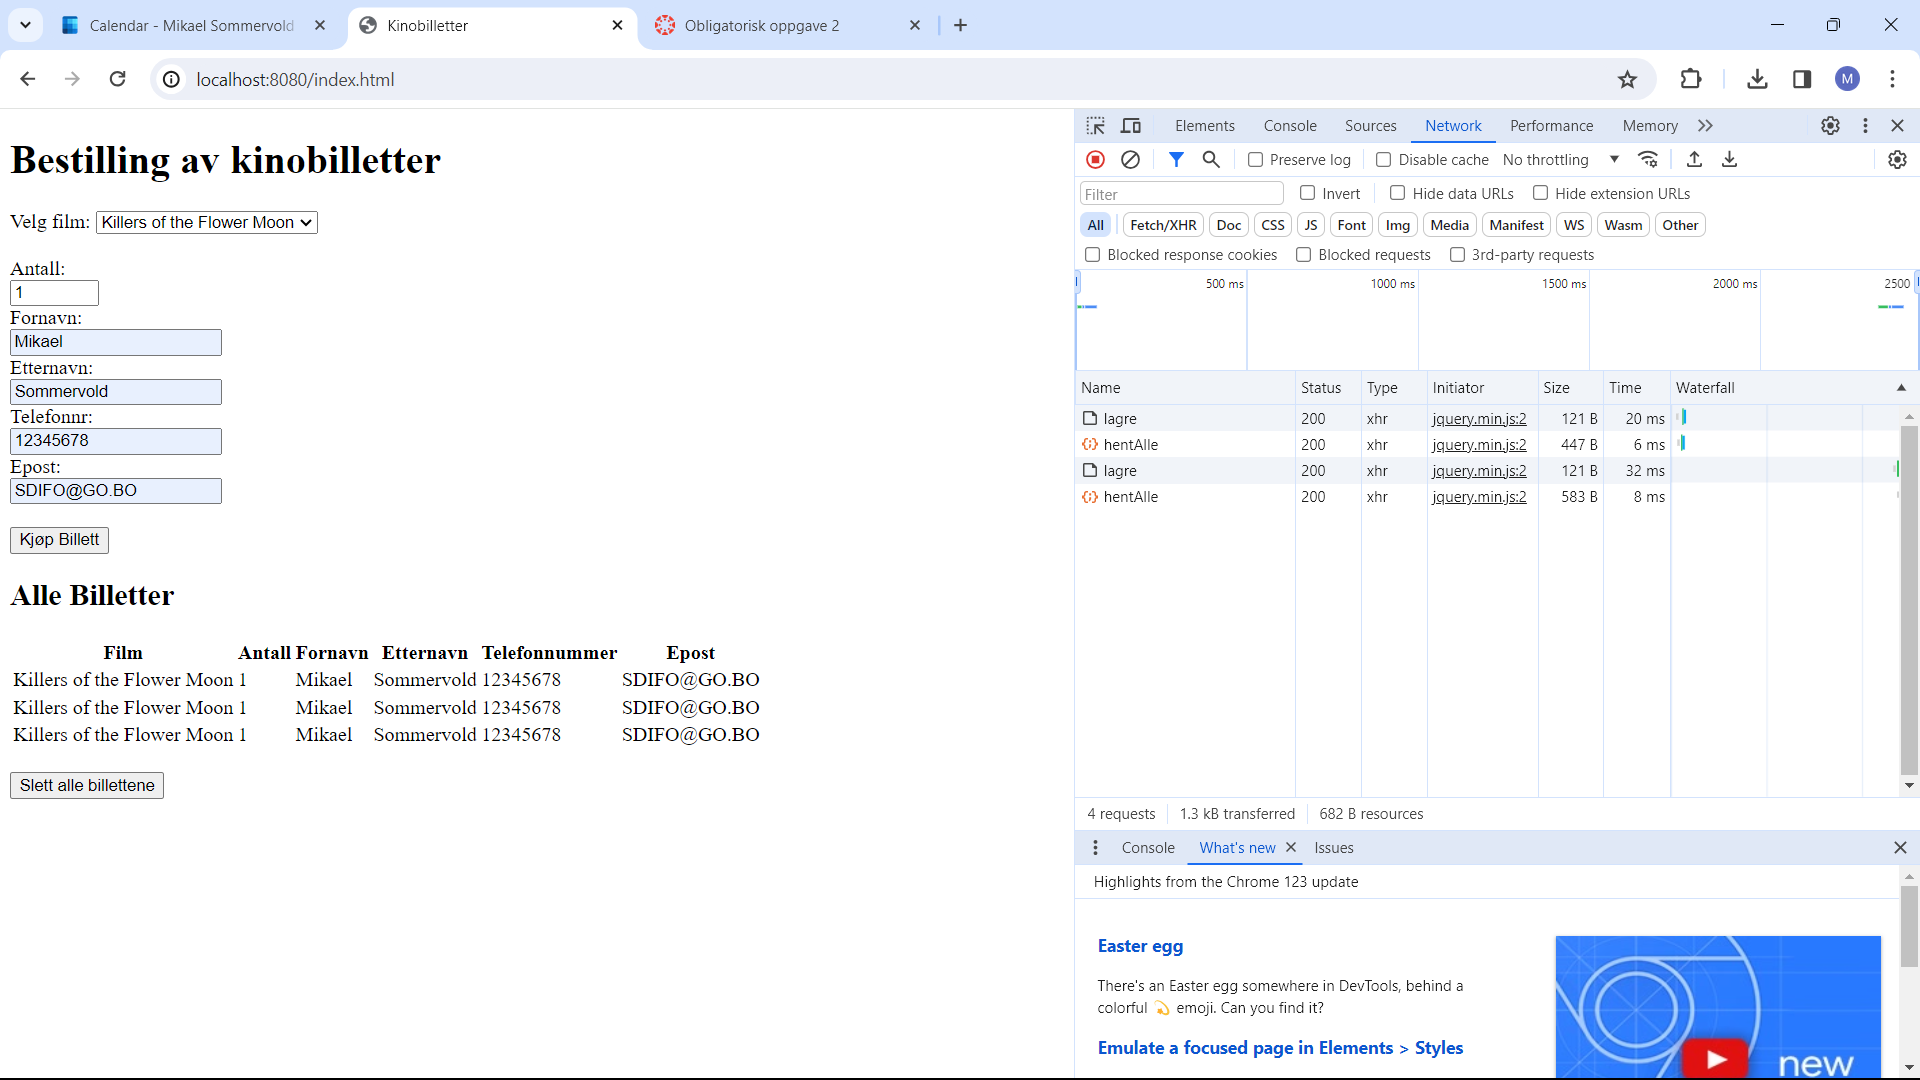 Calendar - Mikael Sommervold
Kinobilletter
Obligatorisk oppgave 2
localhost:8080/index.html
M
Bestilling av kinobilletter
Velg film: Killers of the Flower Moon
Antall:
1
Fornavn:
Mikael
Etternavn:
Sommervold
Telefonnr:
12345678
Epost:
SDIFO@GO.BO
Kjøp Billett
Alle Billetter
Film Antall Fornavn Etternavn Telefonnummer Epost
Killers of the Flower Moon 1 Mikael Sommervold 12345678 SDIFO@GO.BO
Killers of the Flower Moon 1 Mikael Sommervold 12345678 SDIFO@GO.BO
Killers of the Flower Moon 1 Mikael Sommervold 12345678 SDIFO@GO.BO
Slett alle billettene
Elements Console Sources Network Performance Memory
Preserve log Disable cache No throttling
Filter Invert Hide data URLs Hide extension URLs
All Fetch/XHR Doc CSS JS Font Img Media Manifest WS Wasm Other
Blocked response cookies Blocked requests 3rd-party requests
500 ms 1000 ms 1500 ms 2000 ms 2500
Name Status Type Initiator Size Time Waterfall
lagre 200 xhr jquery.min.js:2 121 B 20 ms
hentAlle 200 xhr jquery.min.js:2 447 B 6 ms
lagre 200 xhr jquery.min.js:2 121 B 32 ms
hentAlle 200 xhr jquery.min.js:2 583 B 8 ms
4 requests 1.3 kB transferred 682 B resources
Console What's new Issues
Highlights from the Chrome 123 update
Easter egg
There's an Easter egg somewhere in DevTools, behind a
colorful 💫 emoji. Can you find it?
Emulate a focused page in Elements > Styles
new